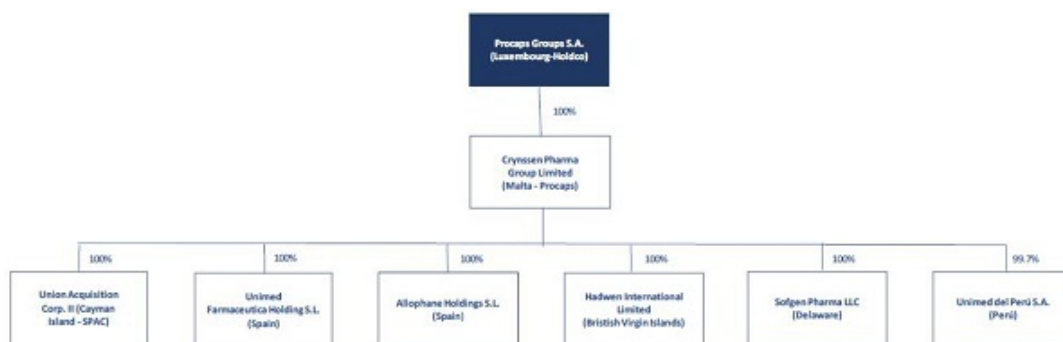 Procaps Groups S.A.
(Luxembourg-Holdco)
100%
Crynssen Pharma
Group Limited
(Malta - Procaps)
100%
100%
100%
100%
100%
99.7%
Union Acquisition
Corp. II (Cayman
Island - SPAC)
Unimed
Farmaceutica Holding S.L.
(Spain)
Allophane Holdings S.L.
(Spain)
Hadwen International
Limited
(Bristish Virgin Islands)
Sofgen Pharma LLC
(Delaware)
Unimed del Perú S.A.
(Perú)